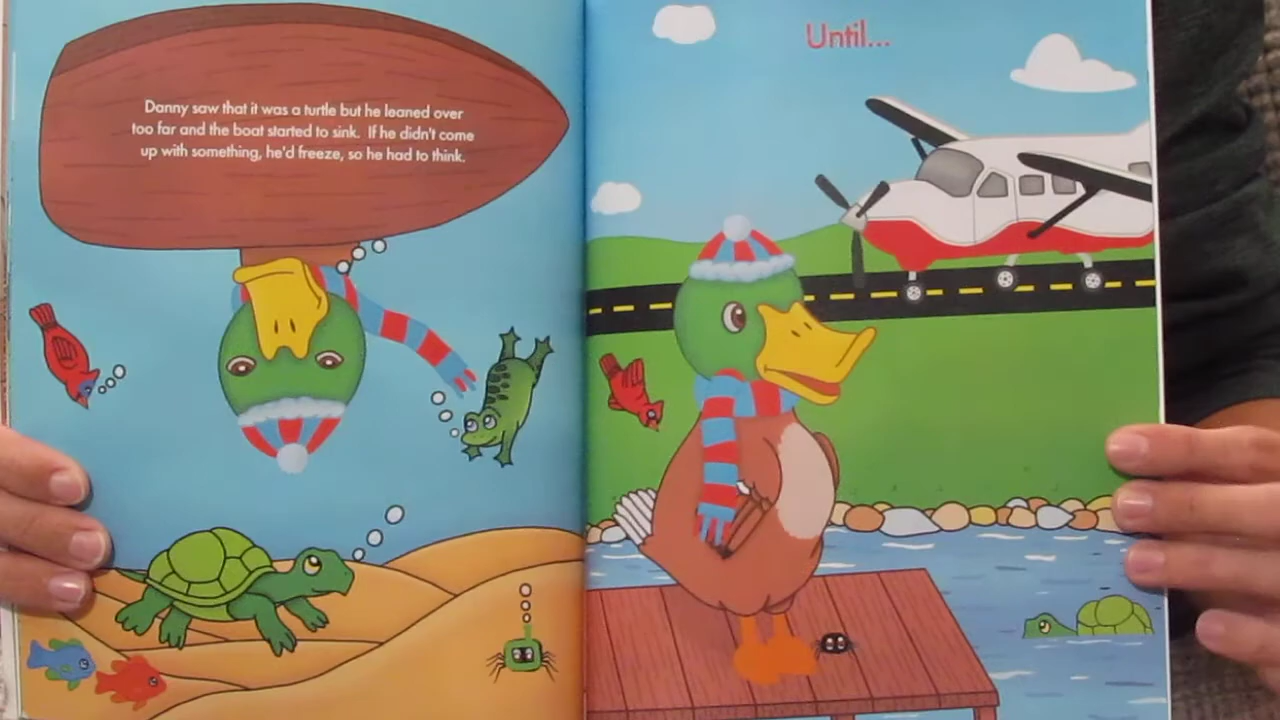 Danny saw that it was a turtle but he leaned over
too far and the boat started to sink. If he didn't come
up with something, he'd freeze, so he had to think.
Until...